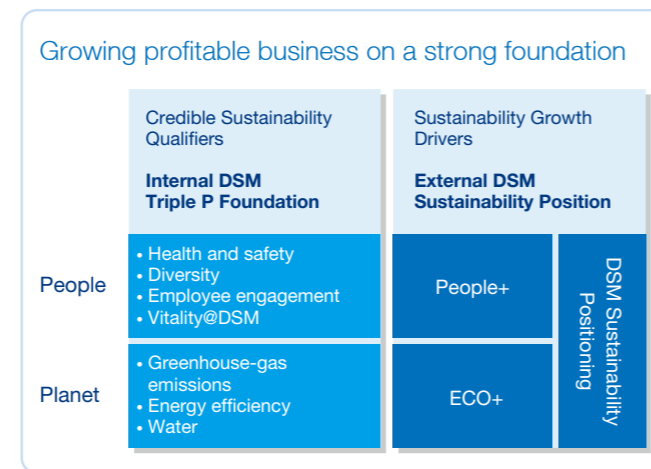 Growing profitable business on a strong foundation
Credible Sustainability
Qualifiers
Internal DSM
Triple P Foundation
Sustainability Growth
Drivers
External DSM
Sustainability Position
People
• Health and safety
• Diversity
• Employee engagement
• Vitality@DSM
People+
Planet
• Greenhouse-gas
emissions
• Energy efficiency
• Water
ECO+
DSM Sustainability
Positioning